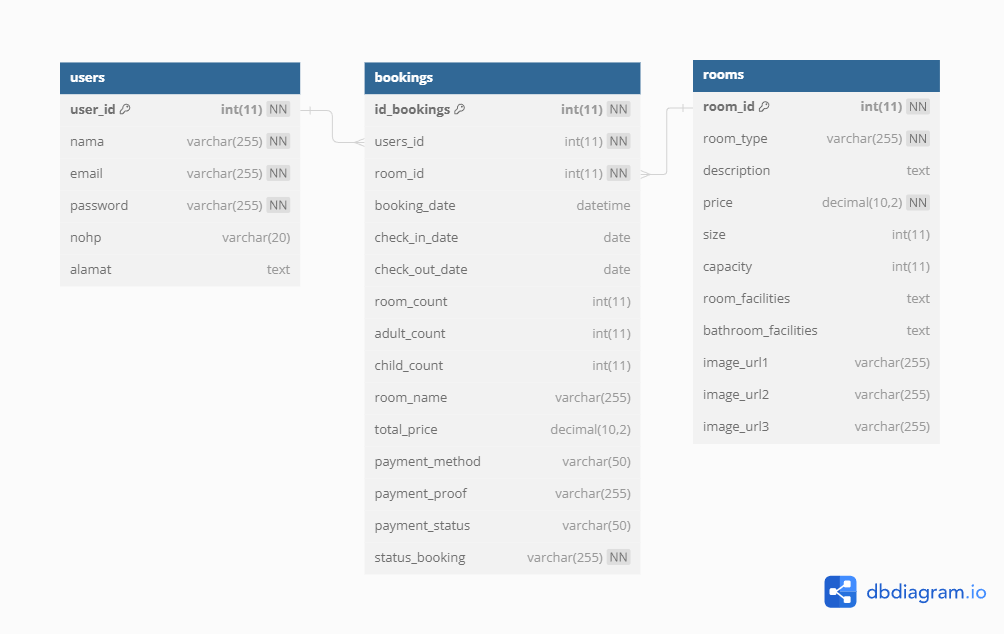 users
user_id int(11) NN
nama varchar(255) NN
email varchar(255) NN
password varchar(255) NN
nohp varchar(20)
alamat text
bookings
id_bookings int(11) NN
users_id int(11) NN
room_id int(11) NN
booking_date datetime
check_in_date date
check_out_date date
room_count int(11)
adult_count int(11)
child_count int(11)
room_name varchar(255)
total_price decimal(10,2)
payment_method varchar(50)
payment_proof varchar(255)
payment_status varchar(50)
status_booking varchar(255) NN
rooms
room_id int(11) NN
room_type varchar(255) NN
description text
price decimal(10,2) NN
size int(11)
capacity int(11)
room_facilities text
bathroom_facilities text
image_url1 varchar(255)
image_url2 varchar(255)
image_url3 varchar(255)
dbdiagram.io